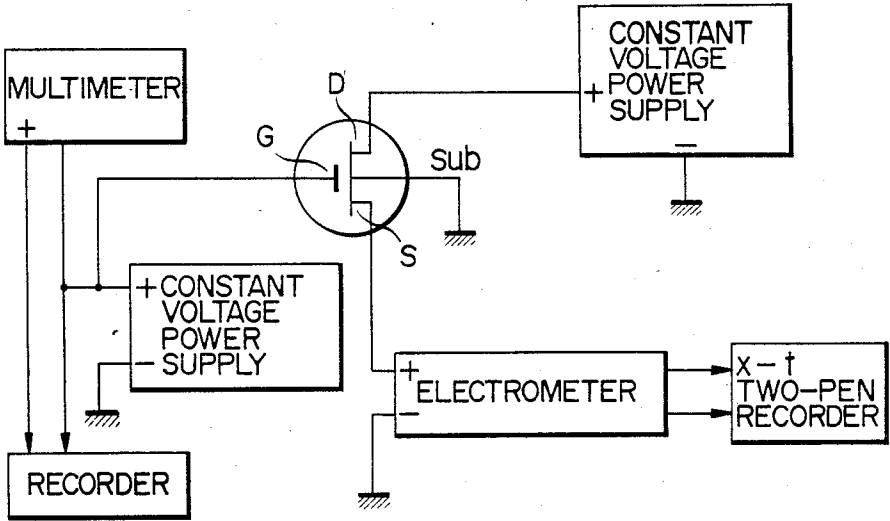 MULTIMETER
+
D
G
Sub
S
CONSTANT
VOLTAGE
+ POWER
SUPPLY
−
+ CONSTANT
VOLTAGE
POWER
− SUPPLY
+
ELECTROMETER
−
x−t
TWO-PEN
RECORDER
RECORDER